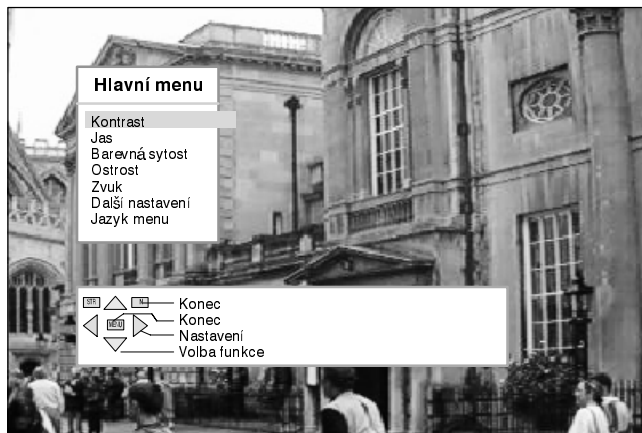 Hlavní menu
Kontrast
Jas
Barevná sytost
Ostrost
Zvuk
Další nastavení
Jazyk menu
STR N Konec
MENU Konec
Nastavení
Volba funkce